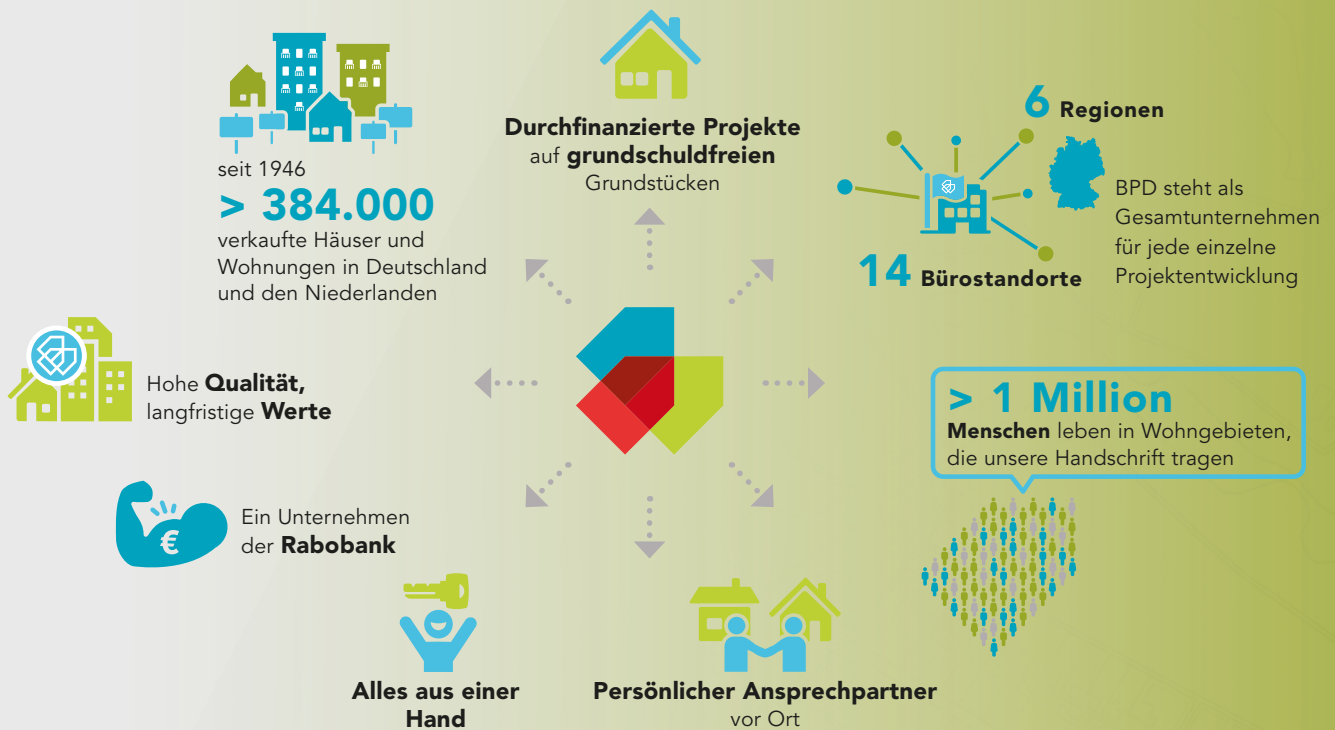 seit 1946
> 384.000
verkaufte Häuser und
Wohnungen in Deutschland
und den Niederlanden
Durchfinanzierte Projekte
auf grundschuldfreien
Grundstücken
6 Regionen
14 Bürostandorte
BPD steht als
Gesamtunternehmen
für jede einzelne
Projektentwicklung
Hohe Qualität,
langfristige Werte
> 1 Million
Menschen leben in Wohngebieten,
die unsere Handschrift tragen
€
Ein Unternehmen
der Rabobank
Alles aus einer
Hand
Persönlicher Ansprechpartner
vor Ort